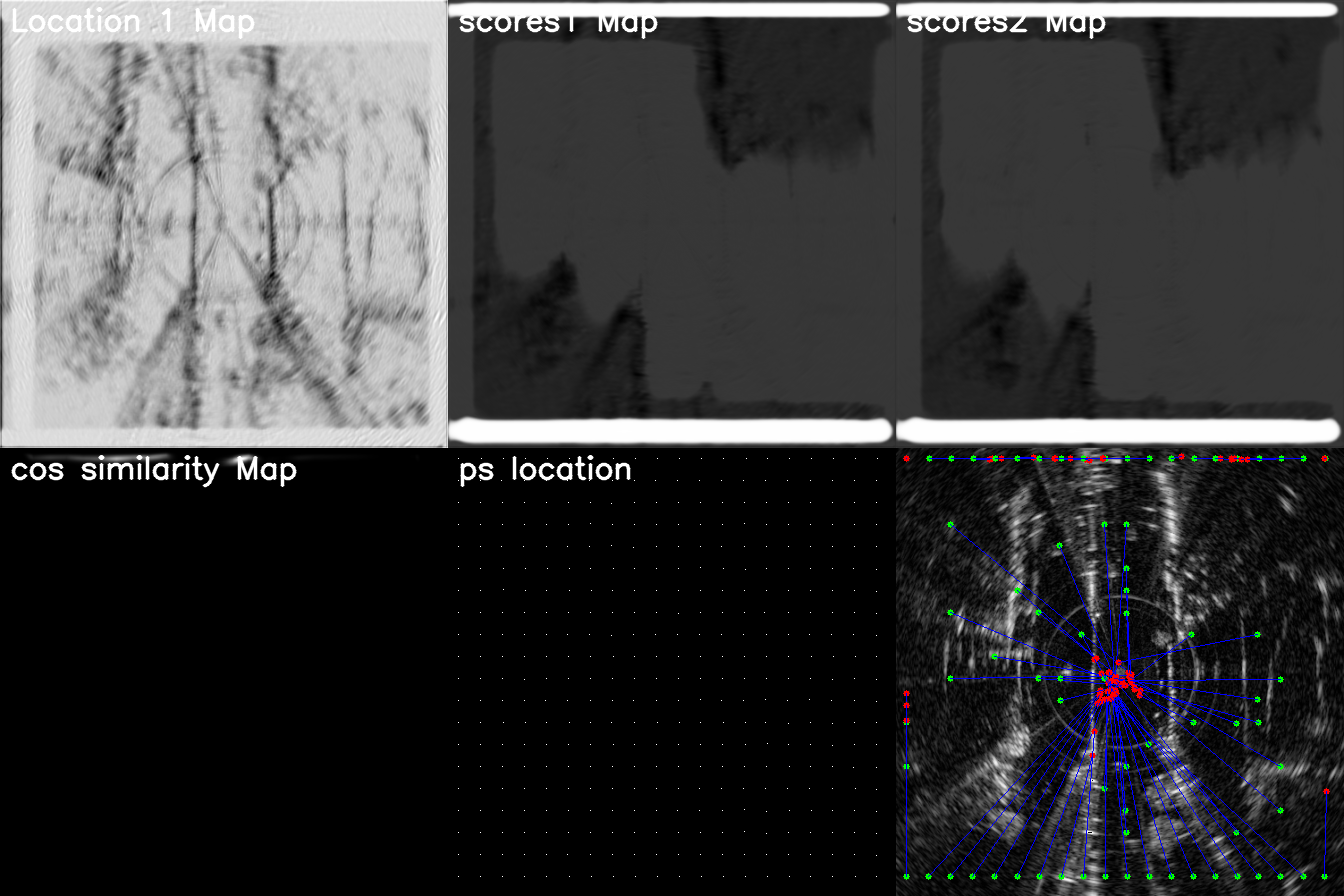 Location 1 Map
scores1 Map
scores2 Map
cos similarity Map
ps location